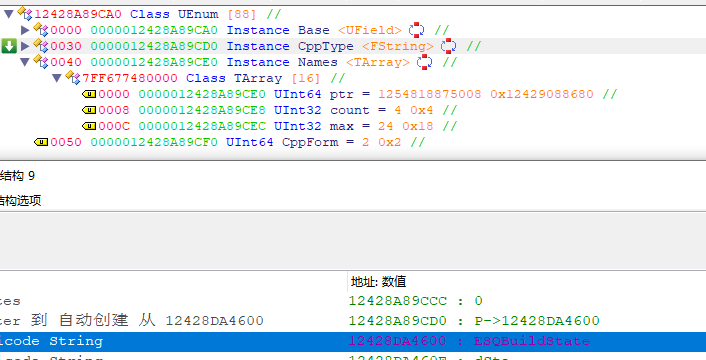 12428A89CA0 Class UEnum [88] //
0000 0000012428A89CA0 Instance Base <UField> //
0030 0000012428A89CD0 Instance CppType <FString> //
0040 0000012428A89CE0 Instance Names <TArray> //
7FF677480000 Class TArray [16] //
0000 0000012428A89CE0 UInt64 ptr = 1254818875008 0x12429088680 //
0008 0000012428A89CE8 UInt32 count = 4 0x4 //
000C 0000012428A89CEC UInt32 max = 24 0x18 //
0050 0000012428A89CF0 UInt64 CppForm = 2 0x2 //
结构 9
结构选项
地址: 数值
tes 12428A89CCC : 0
ter 到 自动创建 从 12428DA4600 12428A89CD0 : P->12428DA4600
icode String 12428DA4600 : ESQBuildState